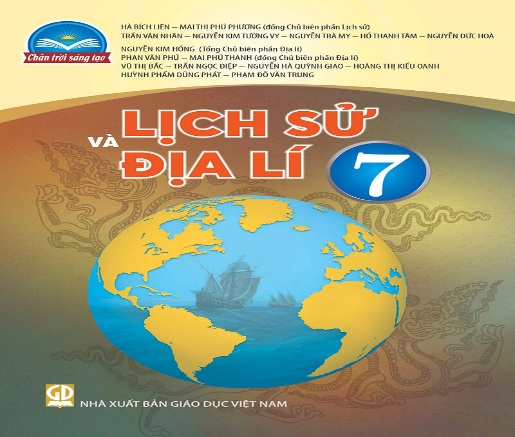 HÀ BÍCH LIÊN – MAI THỊ PHÚ PHƯƠNG (đồng Chủ biên phần Lịch sử)
TRẦN VĂN NHÂN – NGUYỄN KIM TƯỜNG VY – NGUYỄN TRÀ MY – HỒ THANH TÂM – NGUYỄN ĐỨC HOÀ
NGUYỄN KIM HỒNG (Tổng Chủ biên phần Địa lí)
PHAN VĂN PHÚ – MAI PHÚ THANH (đồng Chủ biên phần Địa lí)
VŨ THỊ BẮC – TRẦN NGỌC ĐIỆP – NGUYỄN HÀ QUỲNH GIAO – HOÀNG THỊ KIỀU OANH
HUỲNH PHẨM DŨNG PHÁT – PHẠM ĐỖ VĂN TRUNG
Chân trời sáng tạo
LỊCH SỬ
VÀ ĐỊA LÍ 7
GD
NHÀ XUẤT BẢN GIÁO DỤC VIỆT NAM